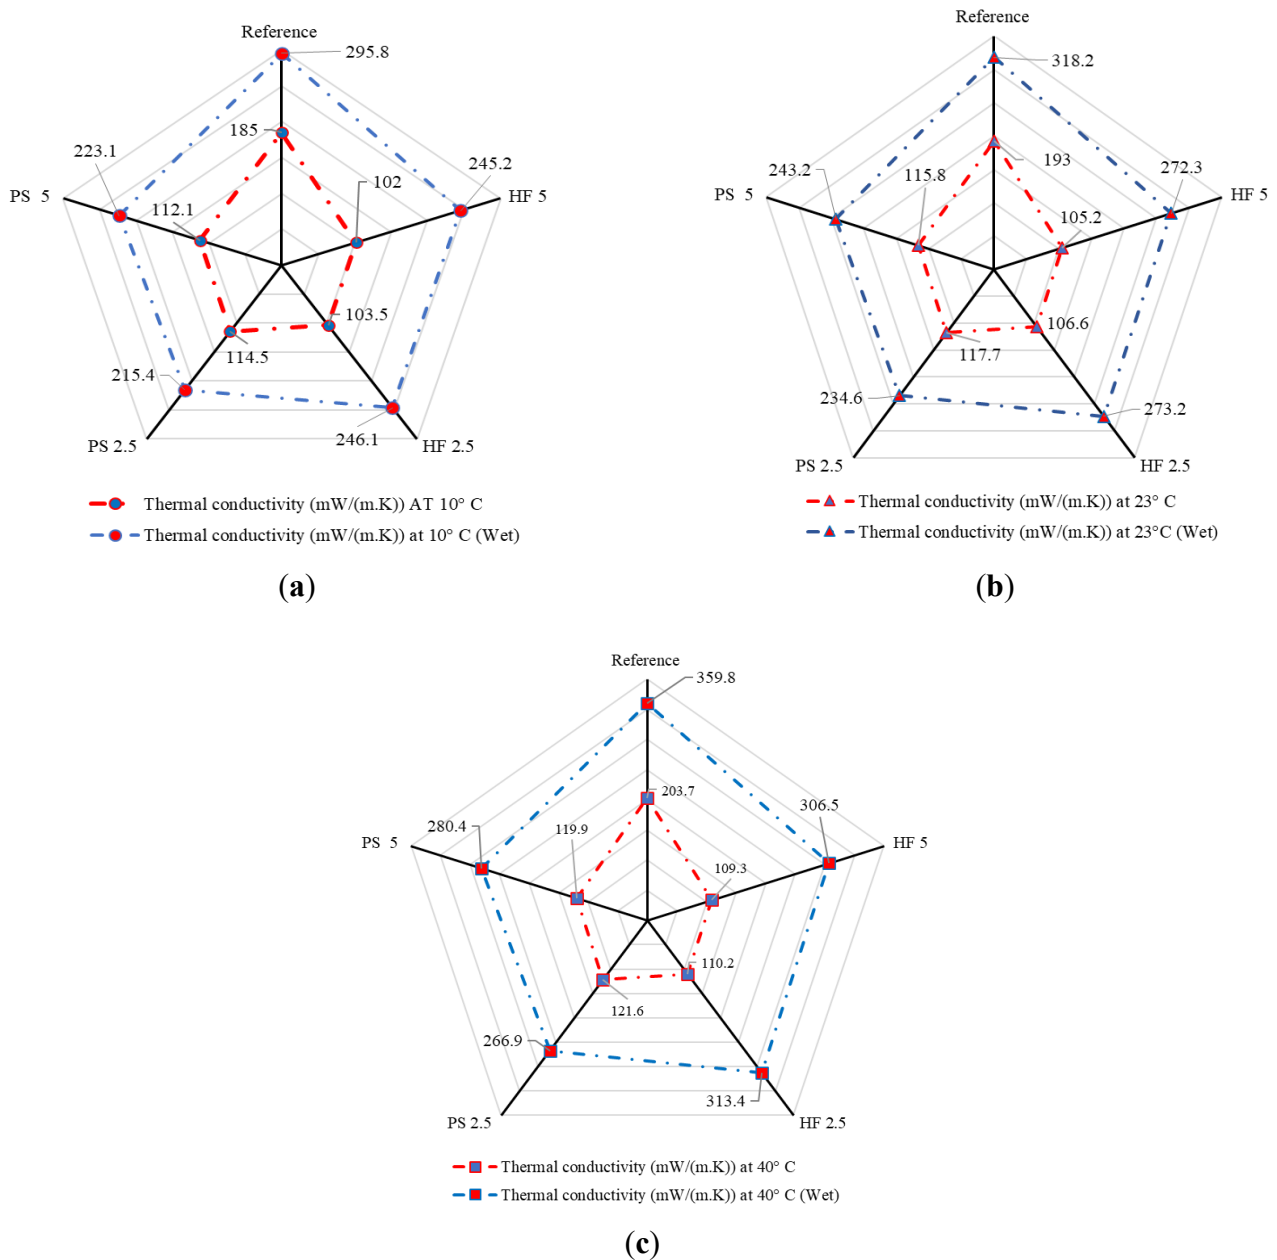 Reference
295.8
185
223.1
245.2
102
PS 5
HF 5
112.1
103.5
114.5
215.4
246.1
PS 2.5
HF 2.5
Thermal conductivity (mW/(m.K)) AT 10° C
Thermal conductivity (mW/(m.K)) at 10° C (Wet)
(a)
Reference
318.2
193
243.2
115.8
272.3
PS 5
HF 5
105.2
106.6
117.7
234.6
273.2
PS 2.5
HF 2.5
Thermal conductivity (mW/(m.K)) at 23° C
Thermal conductivity (mW/(m.K)) at 23°C (Wet)
(b)
Reference
359.8
203.7
306.5
280.4
119.9
PS 5
HF 5
109.3
110.2
121.6
266.9
313.4
PS 2.5
HF 2.5
Thermal conductivity (mW/(m.K)) at 40° C
Thermal conductivity (mW/(m.K)) at 40° C (Wet)
(c)